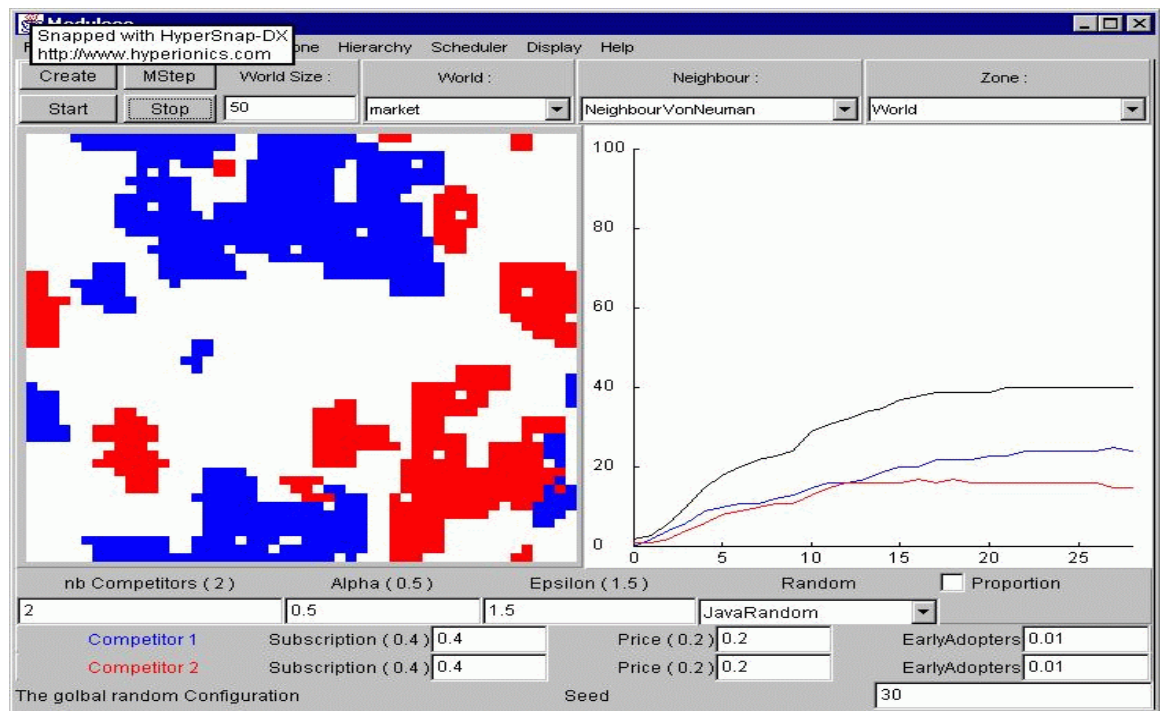 Snapped with HyperSnap-DX
http://www.hyperionics.com
Hierarchy Scheduler Display Help
Create MStep World Size : World : Neighbour : Zone :
Start Stop 50 market NeighbourVonNeuman World
100
80
60
40
20
0
0 5 10 15 20 25
nb Competitors ( 2 ) Alpha ( 0.5 ) Epsilon ( 1.5 ) Random Proportion
2 0.5 1.5 JavaRandom
Competitor 1 Subscription ( 0.4 ) 0.4 Price ( 0.2 ) 0.2 EarlyAdopters 0.01
Competitor 2 Subscription ( 0.4 ) 0.4 Price ( 0.2 ) 0.2 EarlyAdopters 0.01
The golbal random Configuration Seed 30